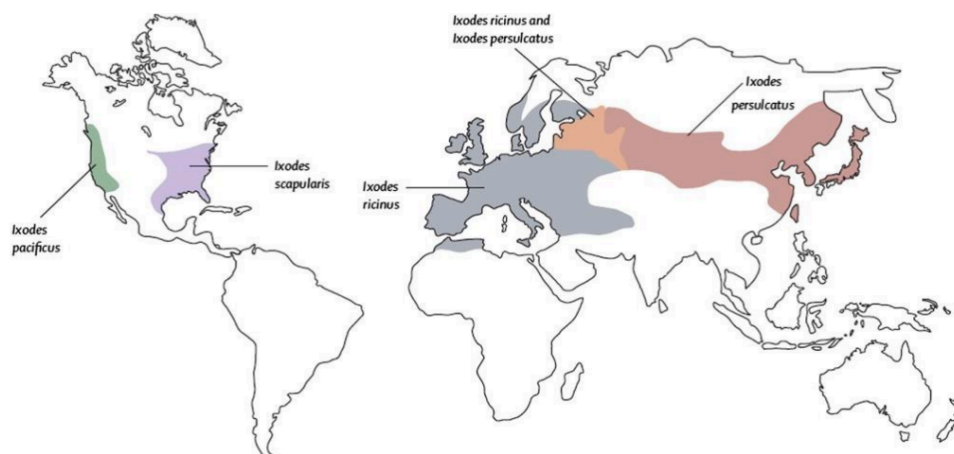 Ixodes ricinus and
Ixodes persulcatus
Ixodes
persulcatus
Ixodes
scapularis
Ixodes
ricinus
Ixodes
pacificus